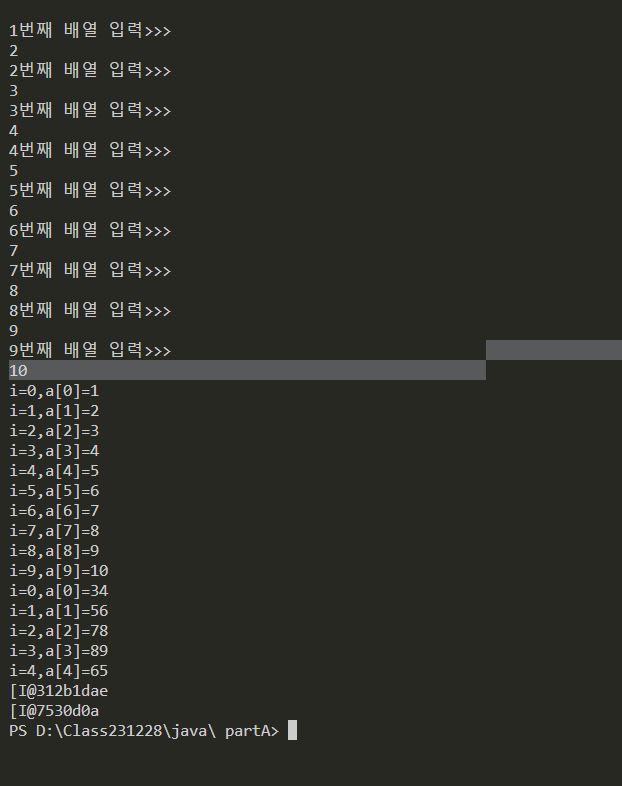 1번째 배열 입력>>>
2
2번째 배열 입력>>>
3
3번째 배열 입력>>>
4
4번째 배열 입력>>>
5
5번째 배열 입력>>>
6
6번째 배열 입력>>>
7
7번째 배열 입력>>>
8
8번째 배열 입력>>>
9
9번째 배열 입력>>>
10
i=0,a[0]=1
i=1,a[1]=2
i=2,a[2]=3
i=3,a[3]=4
i=4,a[4]=5
i=5,a[5]=6
i=6,a[6]=7
i=7,a[7]=8
i=8,a[8]=9
i=9,a[9]=10
i=0,a[0]=34
i=1,a[1]=56
i=2,a[2]=78
i=3,a[3]=89
i=4,a[4]=65
[I@312b1dae
[I@7530d0a
PS D:\Class231228\java\ partA>